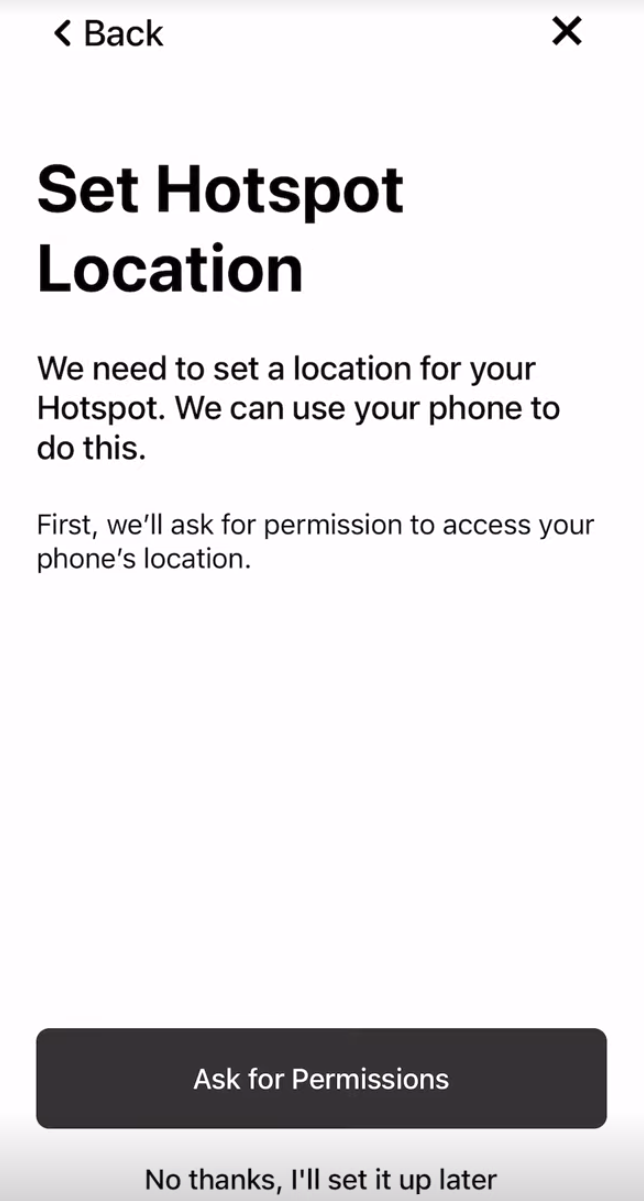 Back
Set Hotspot
Location
We need to set a location for your
Hotspot. We can use your phone to
do this.
First, we’ll ask for permission to access your
phone’s location.
Ask for Permissions
No thanks, I'll set it up later